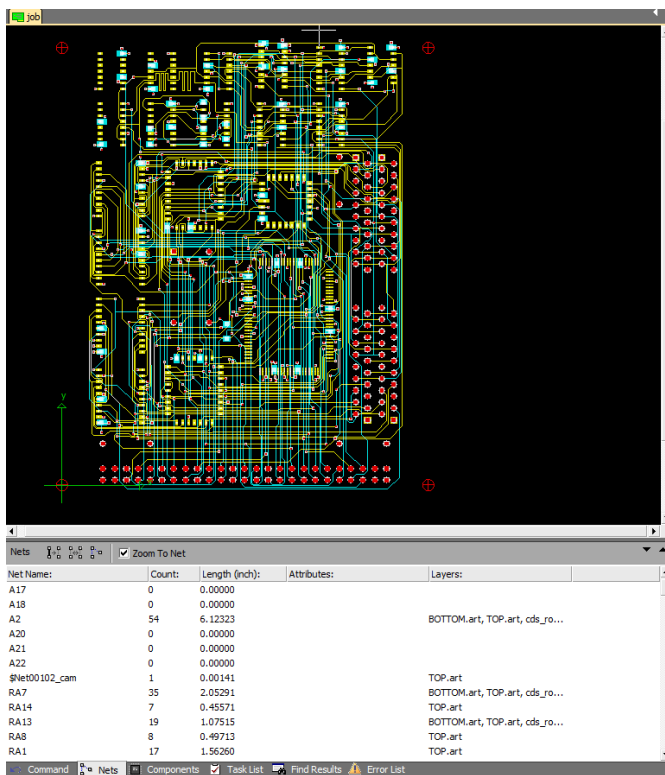 job
y
Nets Zoom To Net
Net Name: Count: Length (inch): Attributes: Layers:
A17 0 0.00000
A18 0 0.00000
A2 54 6.12323 BOTTOM.art, TOP.art, cds_ro...
A20 0 0.00000
A21 0 0.00000
A22 0 0.00000
$Net00102_cam 1 0.00141 TOP.art
RA7 35 2.05291 BOTTOM.art, TOP.art, cds_ro...
RA14 7 0.45571 TOP.art
RA13 19 1.07515 BOTTOM.art, TOP.art, cds_ro...
RA8 8 0.49713 TOP.art
RA1 17 1.56260 TOP.art
Command Nets Components Task List Find Results Error List